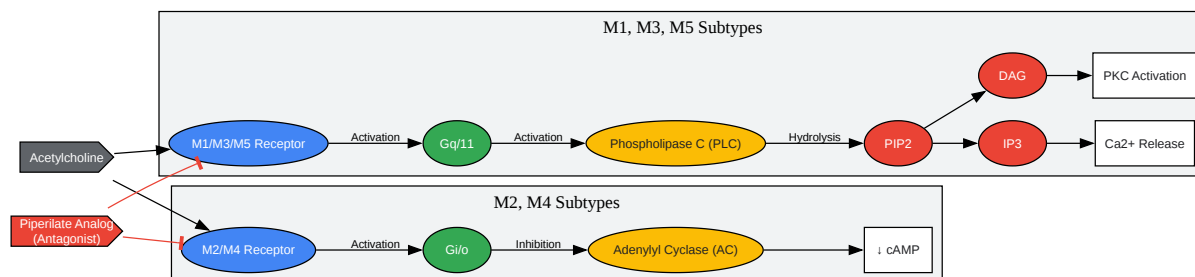 M1, M3, M5 Subtypes
DAG
PKC Activation
Acetylcholine
M1/M3/M5 Receptor
Activation
Gq/11
Activation
Phospholipase C (PLC)
Hydrolysis
PIP2
IP3
Ca2+ Release
Piperilate Analog
(Antagonist)
M2, M4 Subtypes
M2/M4 Receptor
Activation
Gi/o
Inhibition
Adenylyl Cyclase (AC)
↓ cAMP